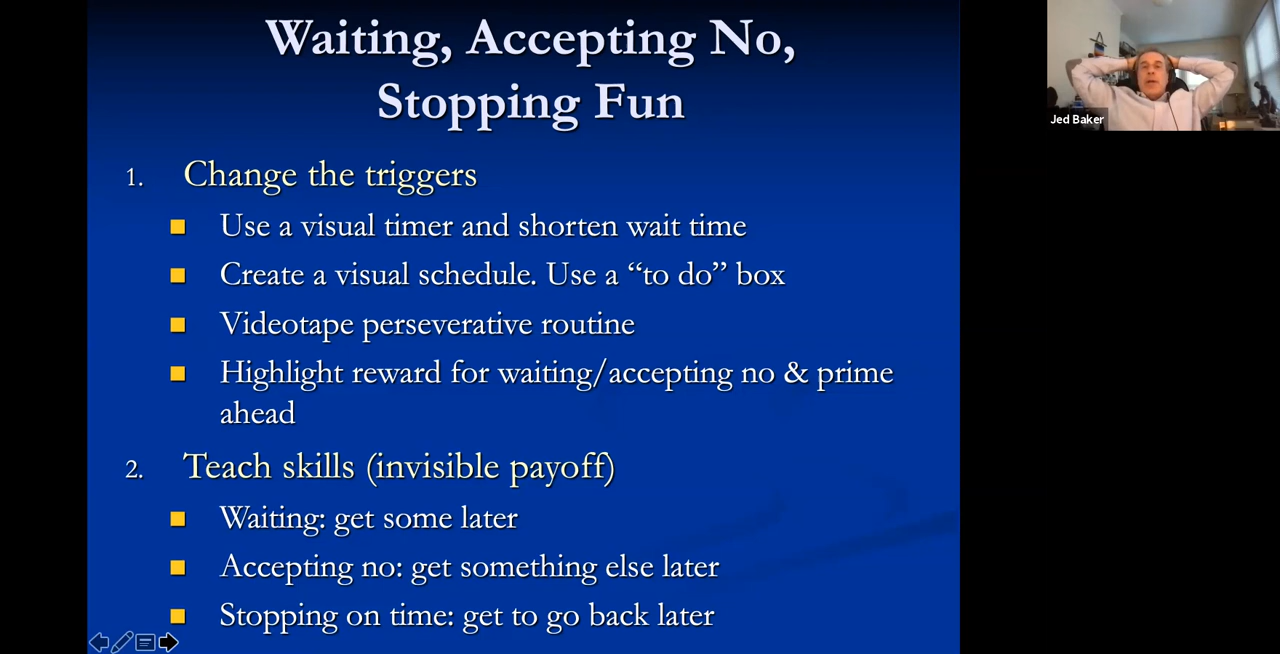 Waiting, Accepting No,
Stopping Fun
1. Change the triggers
Use a visual timer and shorten wait time
Create a visual schedule. Use a “to do” box
Videotape perseverative routine
Highlight reward for waiting/accepting no & prime
ahead
2. Teach skills (invisible payoff)
Waiting: get some later
Accepting no: get something else later
Stopping on time: get to go back later
Jed Baker